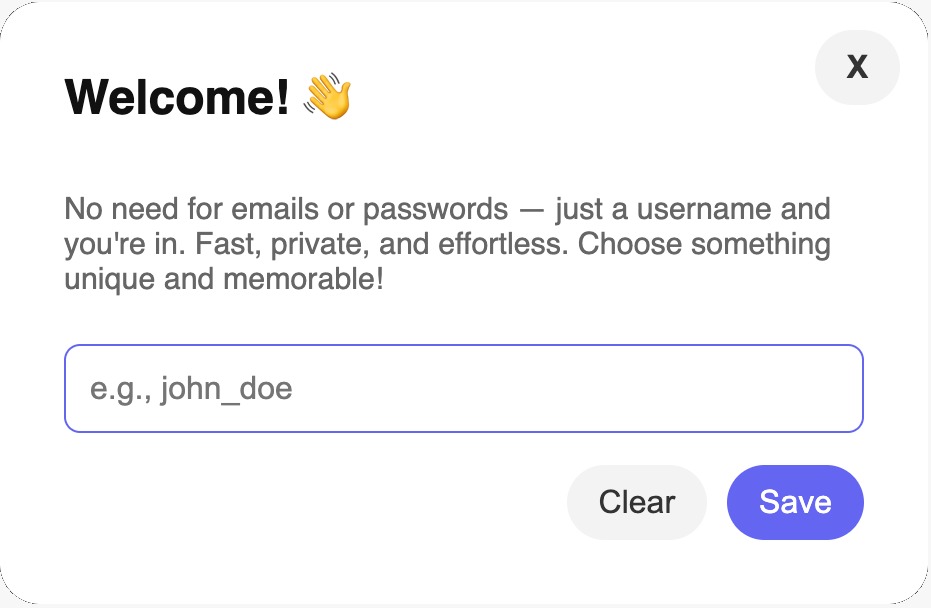 X
Welcome! 👋
No need for emails or passwords — just a username and
you're in. Fast, private, and effortless. Choose something
unique and memorable!
e.g., john_doe
Clear Save